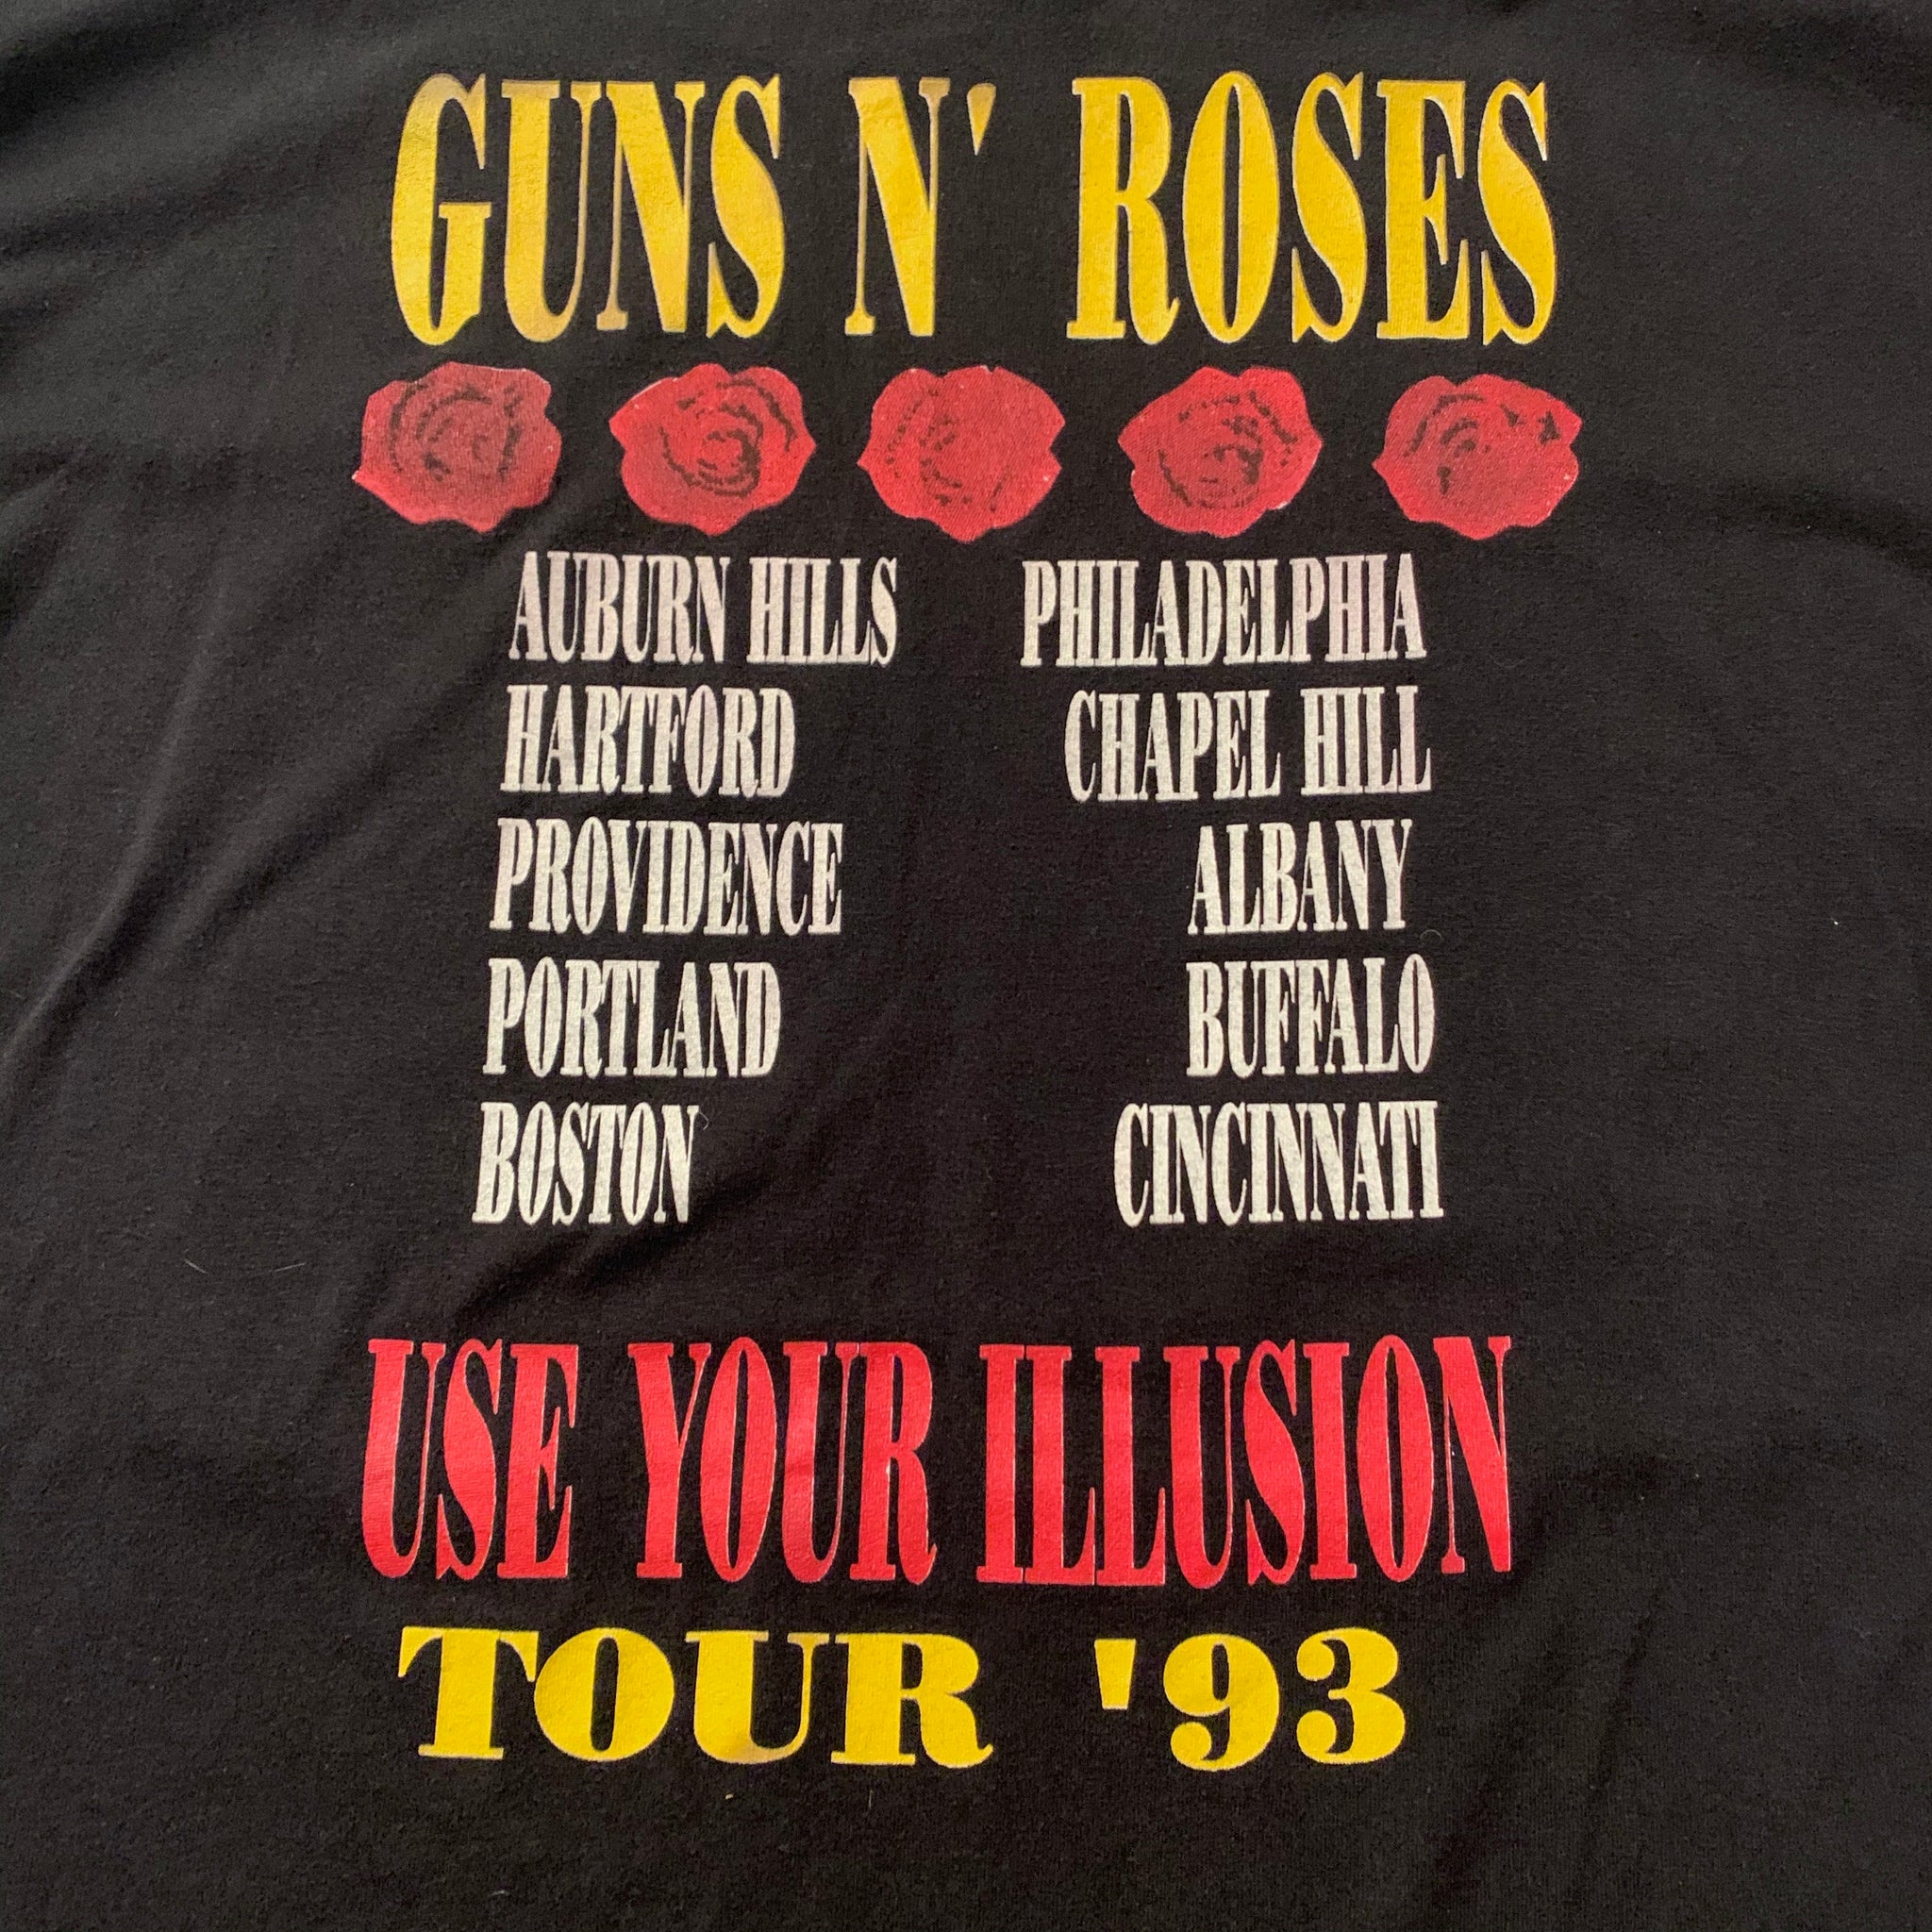 GUNS N' ROSES
AUBURN HILLS PHILADELPHIA
HARTFORD CHAPEL HILL
PROVIDENCE ALBANY
PORTLAND BUFFALO
BOSTON CINCINNATI
USE YOUR ILLUSION
TOUR '93